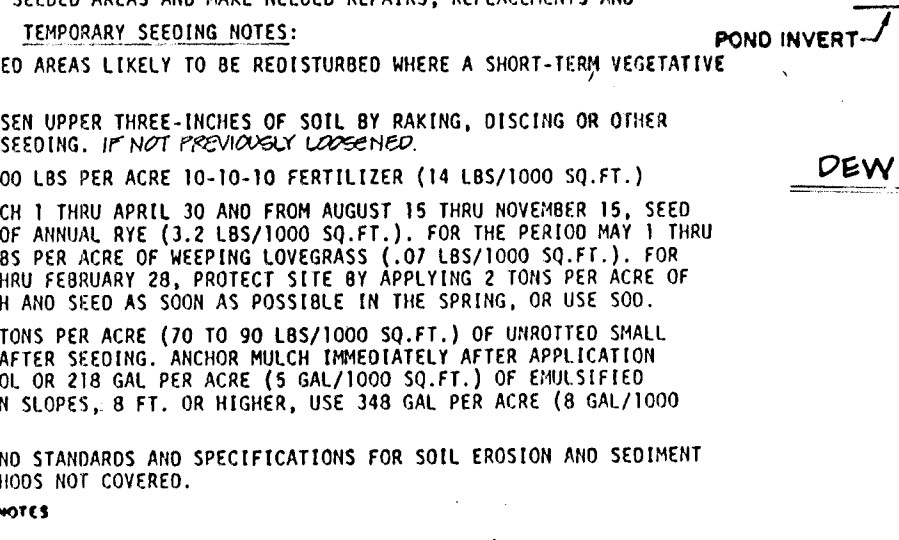 SEEDED AREAS AND MAKE NEEDED REPAIRS, REPLACEMENTS AND
TEMPORARY SEEDING NOTES:
POND INVERT
ED AREAS LIKELY TO BE REDISTURBED WHERE A SHORT-TERM VEGETATIVE
SEN UPPER THREE-INCHES OF SOIL BY RAKING, DISCING OR OTHER
SEEDING. IF NOT PREVIOUSLY LOOSENED.
DEW
00 LBS PER ACRE 10-10-10 FERTILIZER (14 LBS/1000 SQ.FT.)
CH 1 THRU APRIL 30 AND FROM AUGUST 15 THRU NOVEMBER 15, SEED
OF ANNUAL RYE (3.2 LBS/1000 SQ.FT.). FOR THE PERIOD MAY 1 THRU
BS PER ACRE OF WEEPING LOVEGRASS (.07 LBS/1000 SQ.FT.). FOR
HRU FEBRUARY 28, PROTECT SITE BY APPLYING 2 TONS PER ACRE OF
H AND SEED AS SOON AS POSSIBLE IN THE SPRING, OR USE SOD.
TONS PER ACRE (70 TO 90 LBS/1000 SQ.FT.) OF UNROTTED SMALL
AFTER SEEDING. ANCHOR MULCH IMMEDIATELY AFTER APPLICATION
OL OR 218 GAL PER ACRE (5 GAL/1000 SQ.FT.) OF EMULSIFIED
N SLOPES, 8 FT. OR HIGHER, USE 348 GAL PER ACRE (8 GAL/1000
ND STANDARDS AND SPECIFICATIONS FOR SOIL EROSION AND SEDIMENT
HODS NOT COVERED.
NOTES